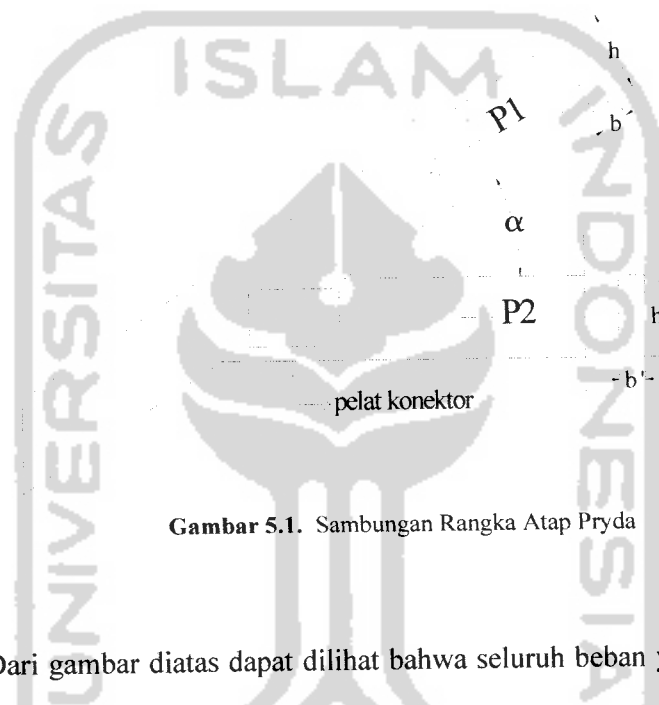 ISLAM
UNIVERSITAS
INDONESIA
h
b
P1
α
P2
h
b
pelat konektor
Gambar 5.1. Sambungan Rangka Atap Pryda
Dari gambar diatas dapat dilihat bahwa seluruh beban